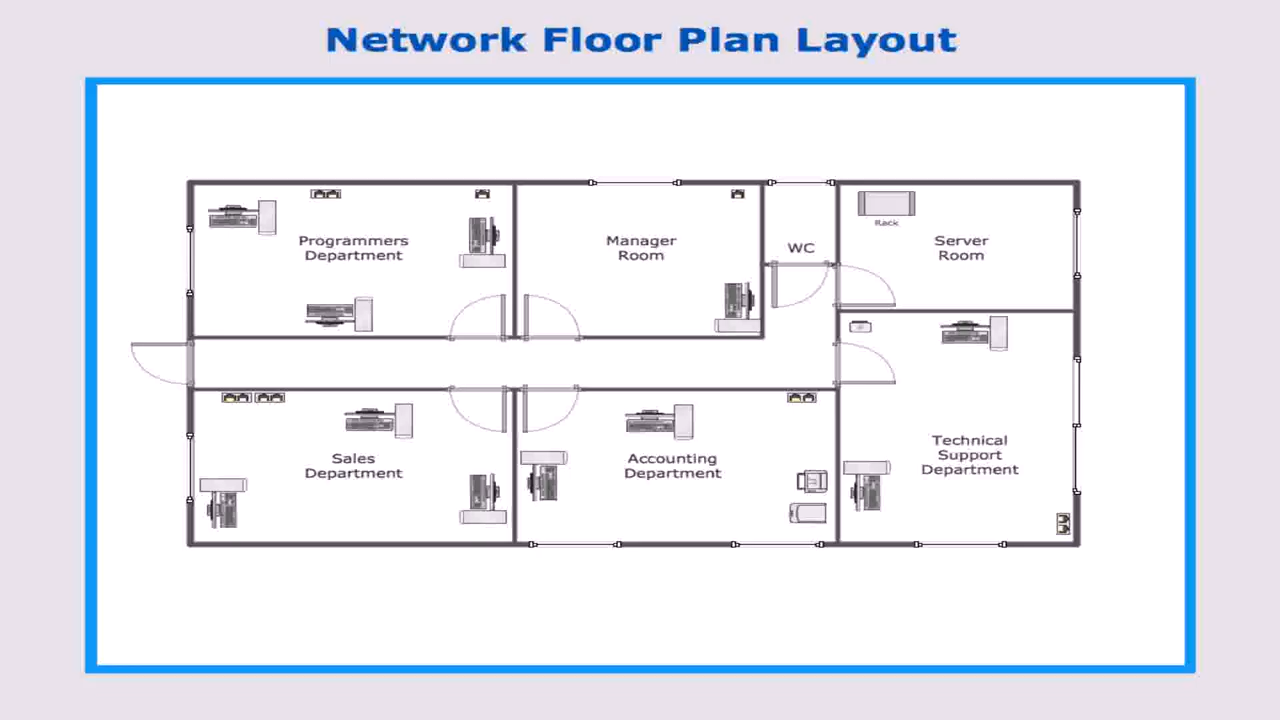 Network Floor Plan Layout
Programmers
Department
Manager
Room
WC
Rack
Server
Room
Sales
Department
Accounting
Department
Technical
Support
Department